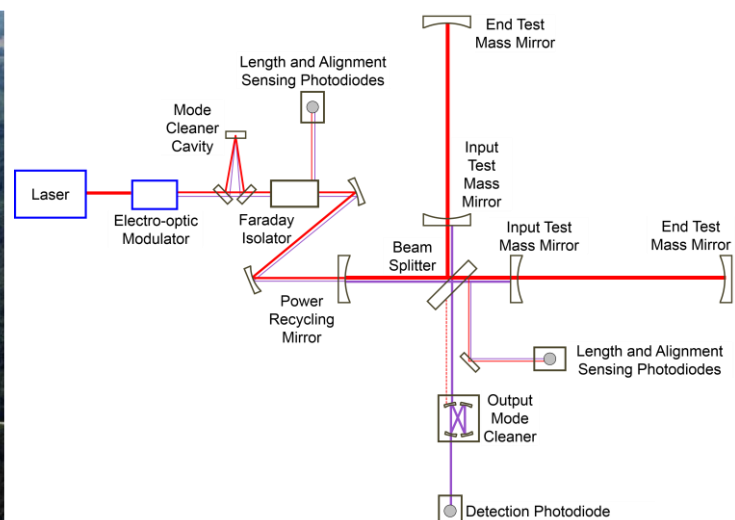 End Test
Mass Mirror
Length and Alignment
Sensing Photodiodes
Mode
Cleaner
Cavity
Laser
Electro-optic
Modulator
Faraday
Isolator
Input
Test
Mass
Mirror
Beam
Splitter
Input Test
Mass Mirror
End Test
Mass Mirror
Power
Recycling
Mirror
Length and Alignment
Sensing Photodiodes
Output
Mode
Cleaner
Detection Photodiode